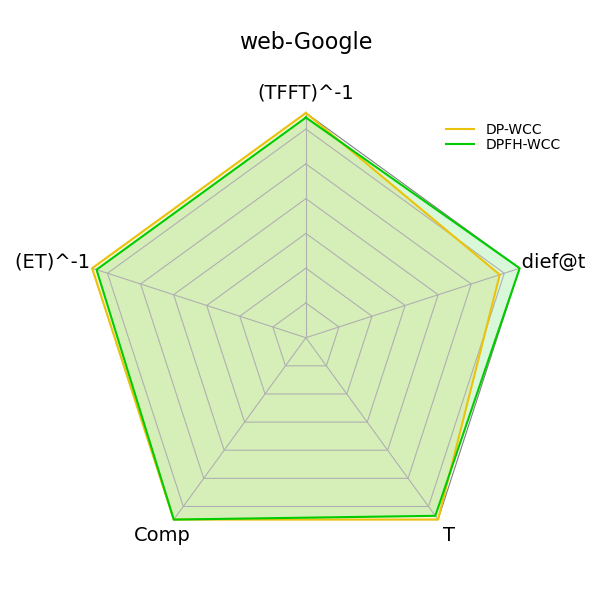 web-Google
(TFFT)^-1
DP-WCC
DPFH-WCC
(ET)^-1
dief@t
Comp
T